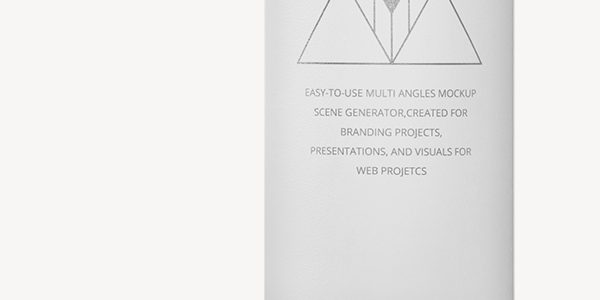 EASY-TO-USE MULTI ANGLES MOCKUP
SCENE GENERATOR,CREATED FOR
BRANDING PROJECTS,
PRESENTATIONS, AND VISUALS FOR
WEB PROJETCS